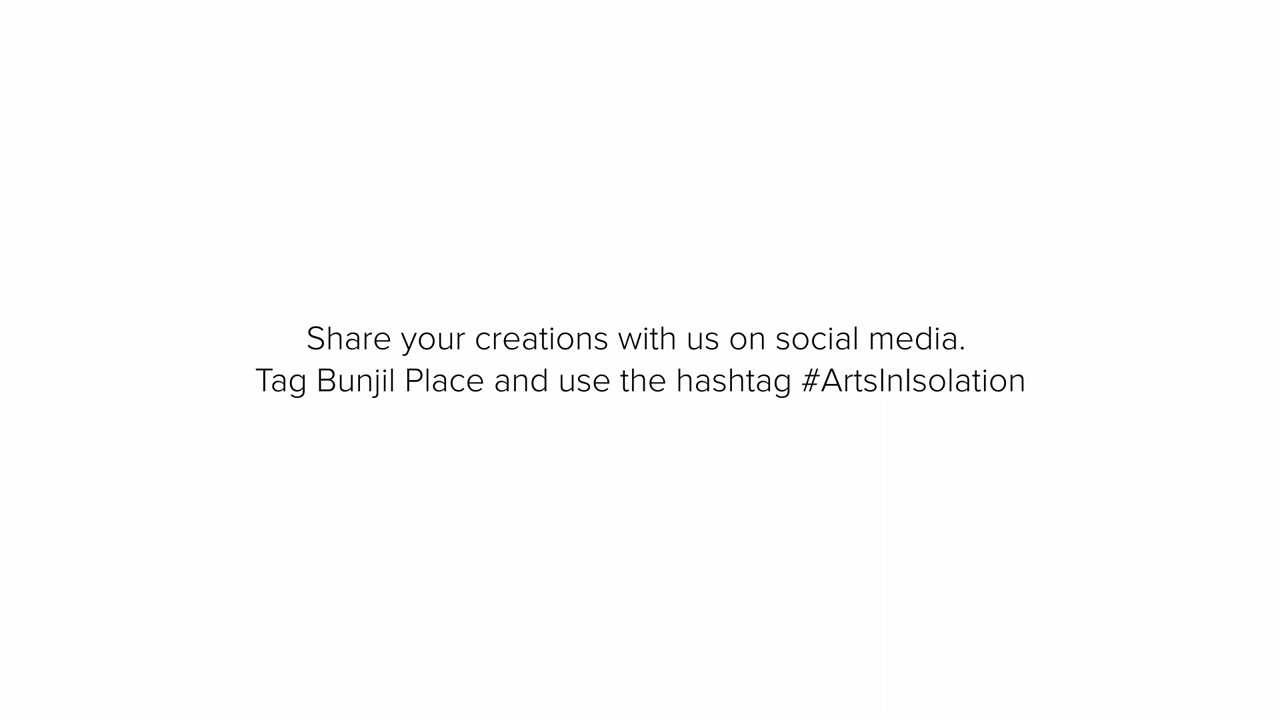 Share your creations with us on social media.
Tag Bunjil Place and use the hashtag #ArtsInIsolation